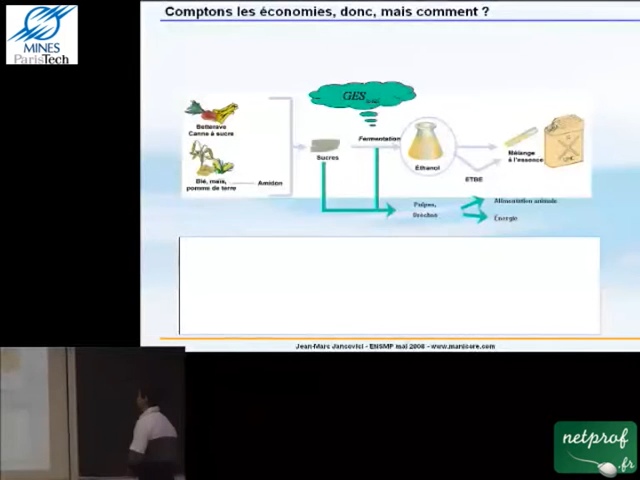 Comptons les économies, donc, mais comment ?
MINES
ParisTech
GES
Betterave
Canne à sucre
Fermentation
Sucres
Ethanol
Mélange
à l'essence
Blé, maïs,
pomme de terre
Amidon
ETBE
Pulpes,
Drèches
Alimentation animale
Énergie
Jean-Marc Jancovici - ENSMP mai 2008 - www.manicore.com
netprof
.fr